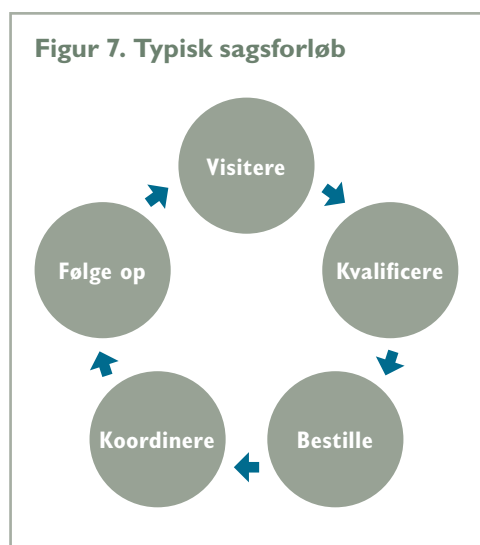 Figur 7. Typisk sagsforløb
Visitere
Kvalificere
Bestille
Koordinere
Følge op